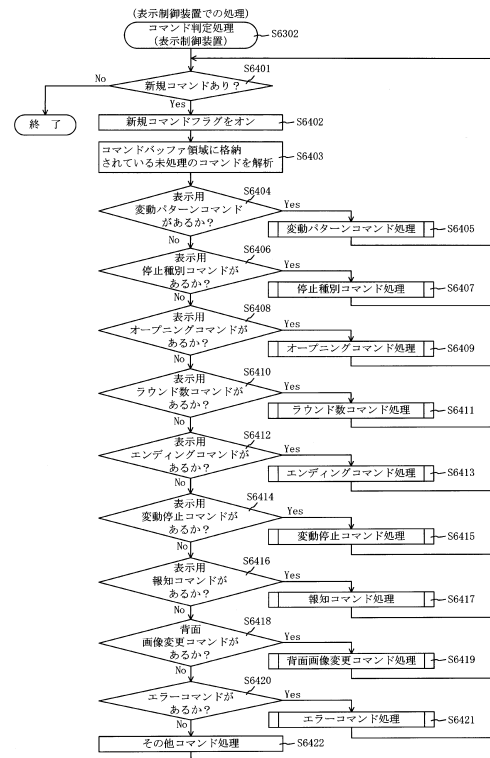 (表示制御装置での処理)
コマンド判定処理
(表示制御装置)
S6302
S6401
新規コマンドあり?
No
Yes
終 了
新規コマンドフラグをオン
S6402
コマンドバッファ領域に格納
されている未処理のコマンドを解析
S6403
表示用
変動パターンコマンド
があるか?
S6404
Yes
No
変動パターンコマンド処理
S6405
表示用
停止種別コマンドが
あるか?
S6406
Yes
No
停止種別コマンド処理
S6407
表示用
オープニングコマンドが
あるか?
S6408
Yes
No
オープニングコマンド処理
S6409
表示用
ラウンド数コマンドが
あるか?
S6410
Yes
No
ラウンド数コマンド処理
S6411
表示用
エンディングコマンドが
あるか?
S6412
Yes
No
エンディングコマンド処理
S6413
表示用
変動停止コマンドが
あるか?
S6414
Yes
No
変動停止コマンド処理
S6415
表示用
報知コマンドが
あるか?
S6416
Yes
No
報知コマンド処理
S6417
背面
画像変更コマンドが
あるか?
S6418
Yes
No
背面画像変更コマンド処理
S6419
エラーコマンドが
あるか?
S6420
Yes
No
エラーコマンド処理
S6421
その他コマンド処理
S6422